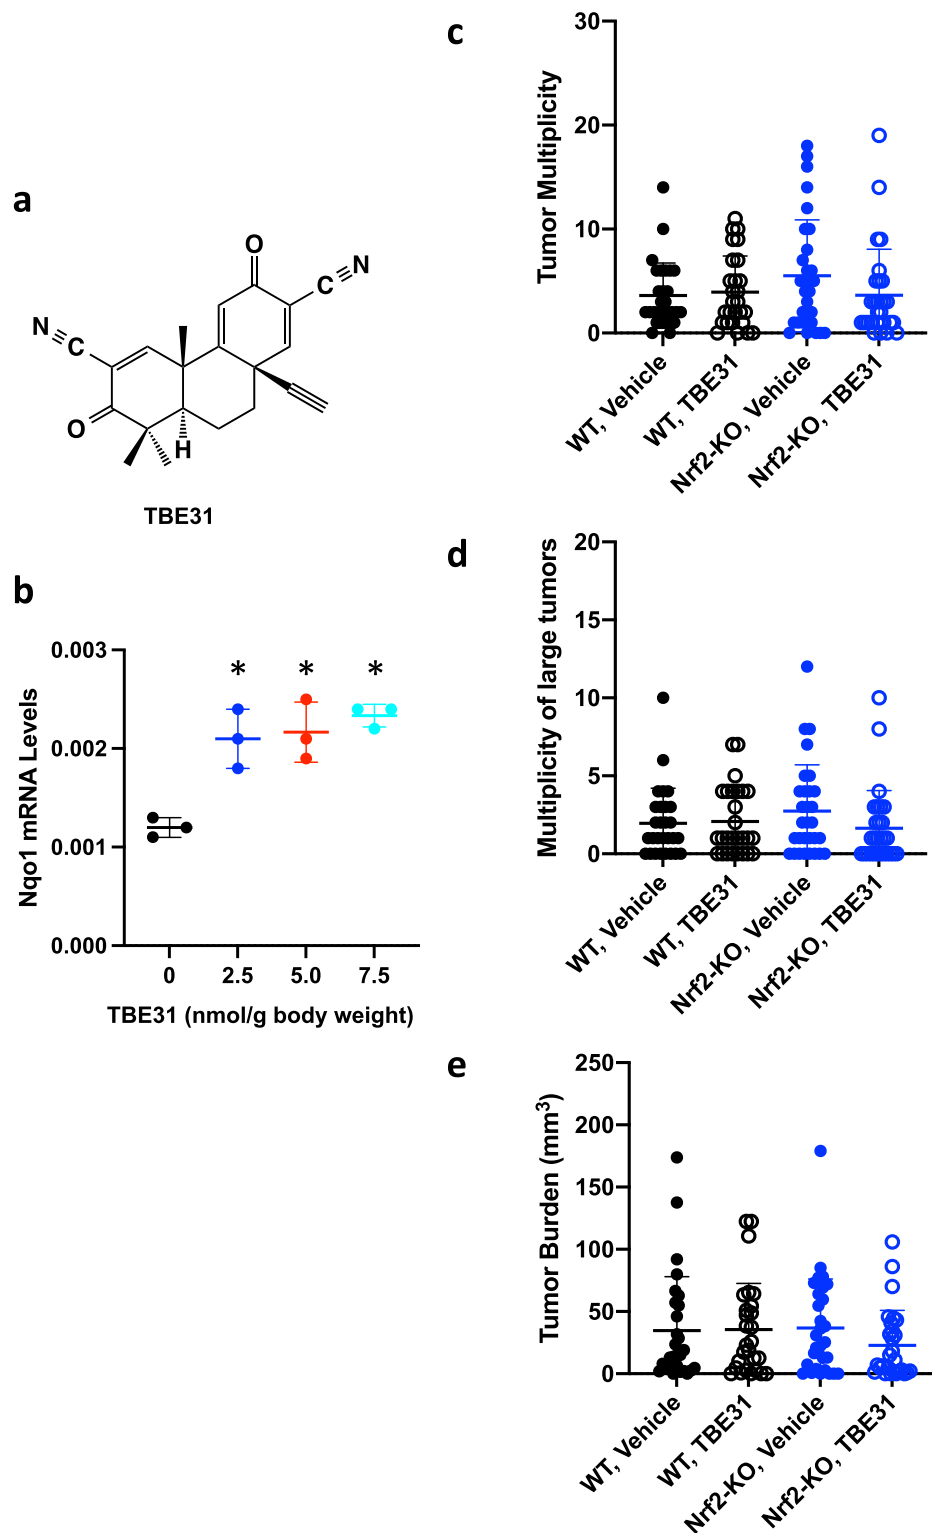 a
O
C≡N
N≡C
O
H
TBE31
b
Nqo1 mRNA Levels
0.003
0.002
0.001
0.000
* * *
0 2.5 5.0 7.5
TBE31 (nmol/g body weight)
c
Tumor Multiplicity
30
20
10
0
WT, Vehicle
WT, TBE31
Nrf2-KO, Vehicle
Nrf2-KO, TBE31
d
Multiplicity of large tumors
20
15
10
5
0
WT, Vehicle
WT, TBE31
Nrf2-KO, Vehicle
Nrf2-KO, TBE31
e
Tumor Burden (mm³)
250
200
150
100
50
0
WT, Vehicle
WT, TBE31
Nrf2-KO, Vehicle
Nrf2-KO, TBE31